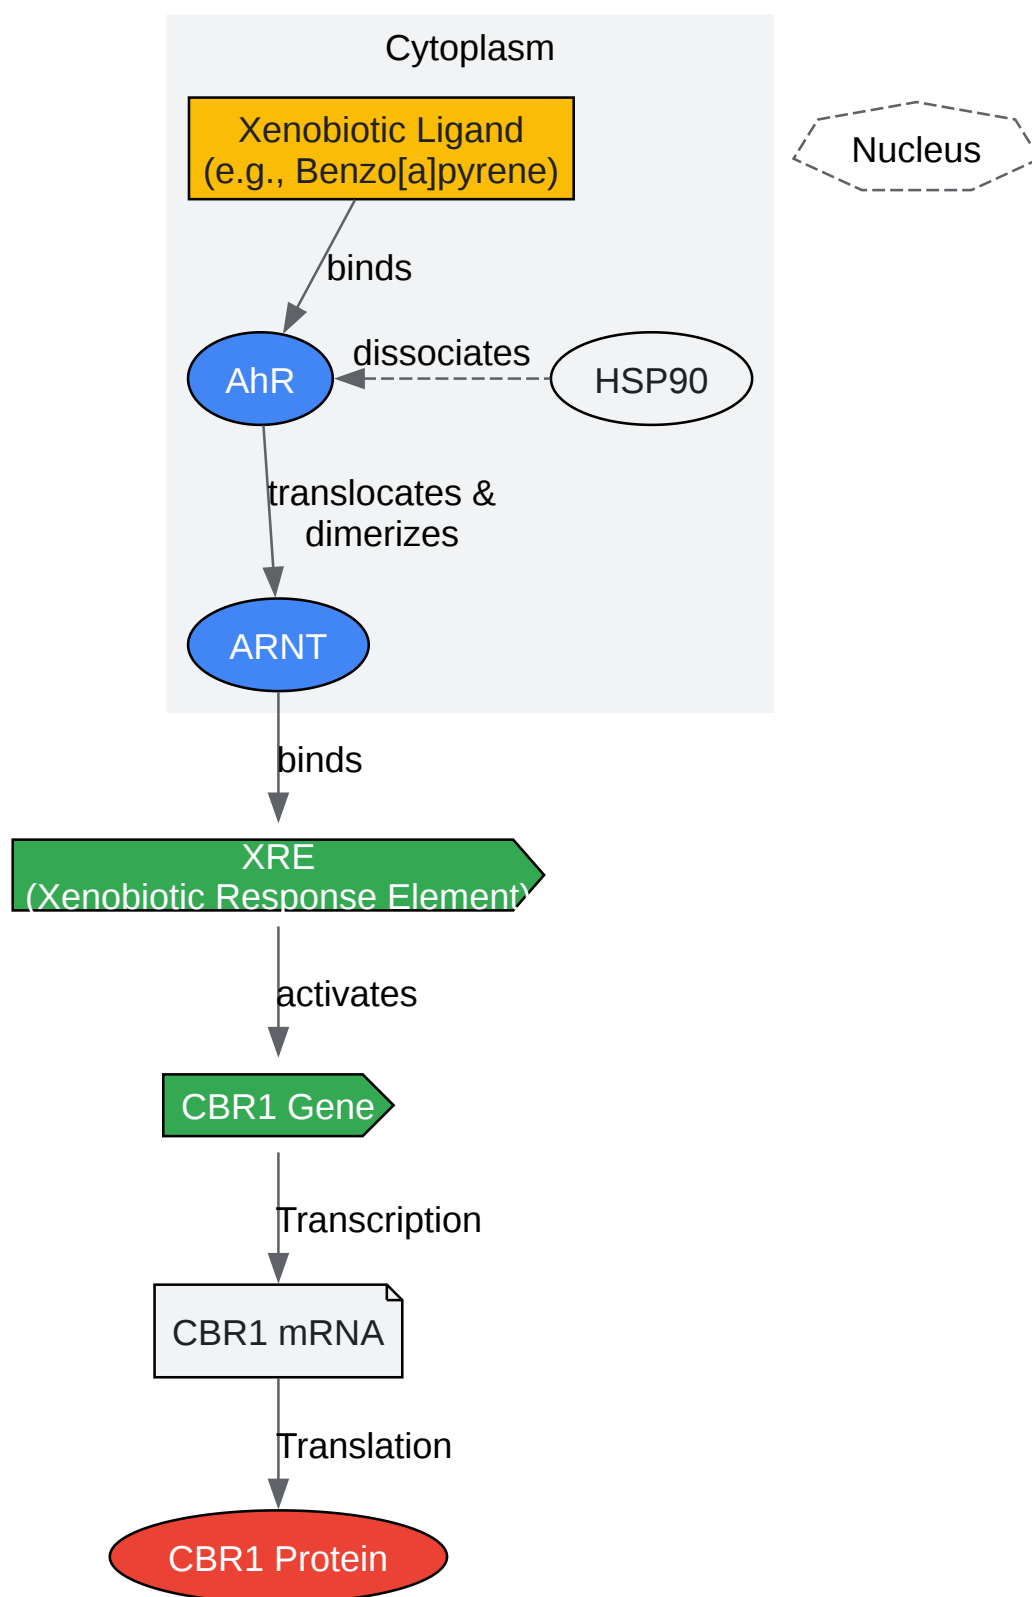 Cytoplasm
Xenobiotic Ligand
(e.g., Benzo[a]pyrene)
Nucleus
binds
dissociates
AhR
HSP90
translocates &
dimerizes
ARNT
binds
XRE
(Xenobiotic Response Element)
activates
CBR1 Gene
Transcription
CBR1 mRNA
Translation
CBR1 Protein